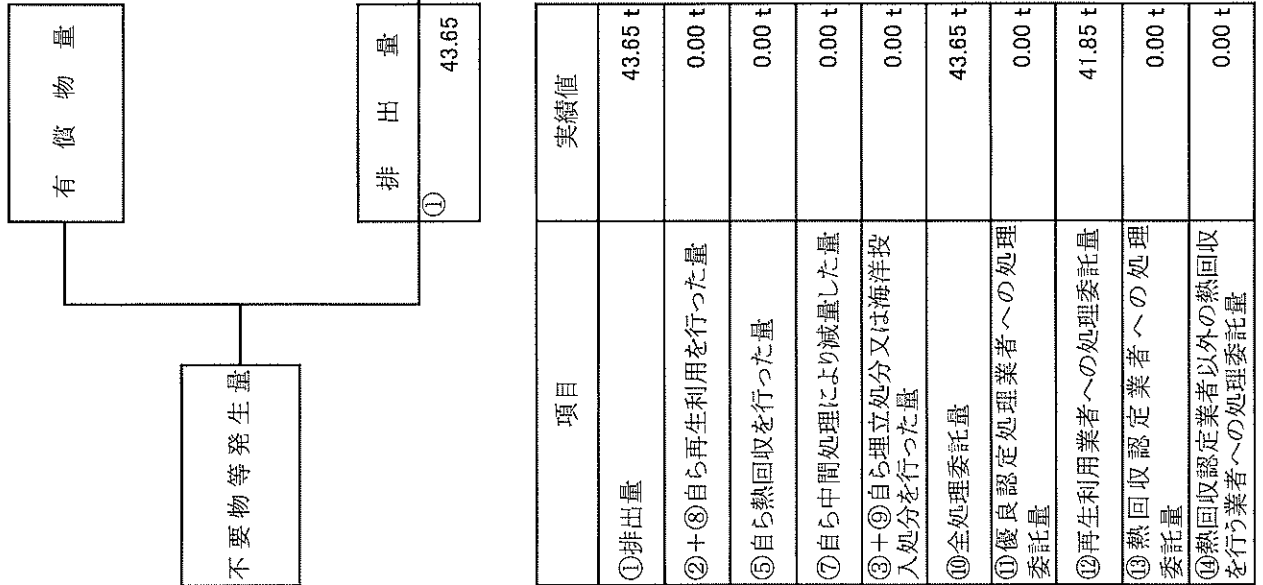 有償物量
不要物等発生量
排出量
①
43.65
項目 実績値
①排出量 43.65 t
②+⑧自ら再生利用を行った量 0.00 t
⑤自ら熱回収を行った量 0.00 t
⑦自ら中間処理により減量した量 0.00 t
③+⑨自ら埋立処分又は海洋投
入処分を行った量 0.00 t
⑩全処理委託量 43.65 t
⑪優良認定処理業者への処理
委託量 0.00 t
⑫再生利用業者への処理委託量 41.85 t
⑬熱回収認定業者への処理
委託量 0.00 t
⑭熱回収認定業者以外の熱回収
を行う業者への処理委託量 0.00 t